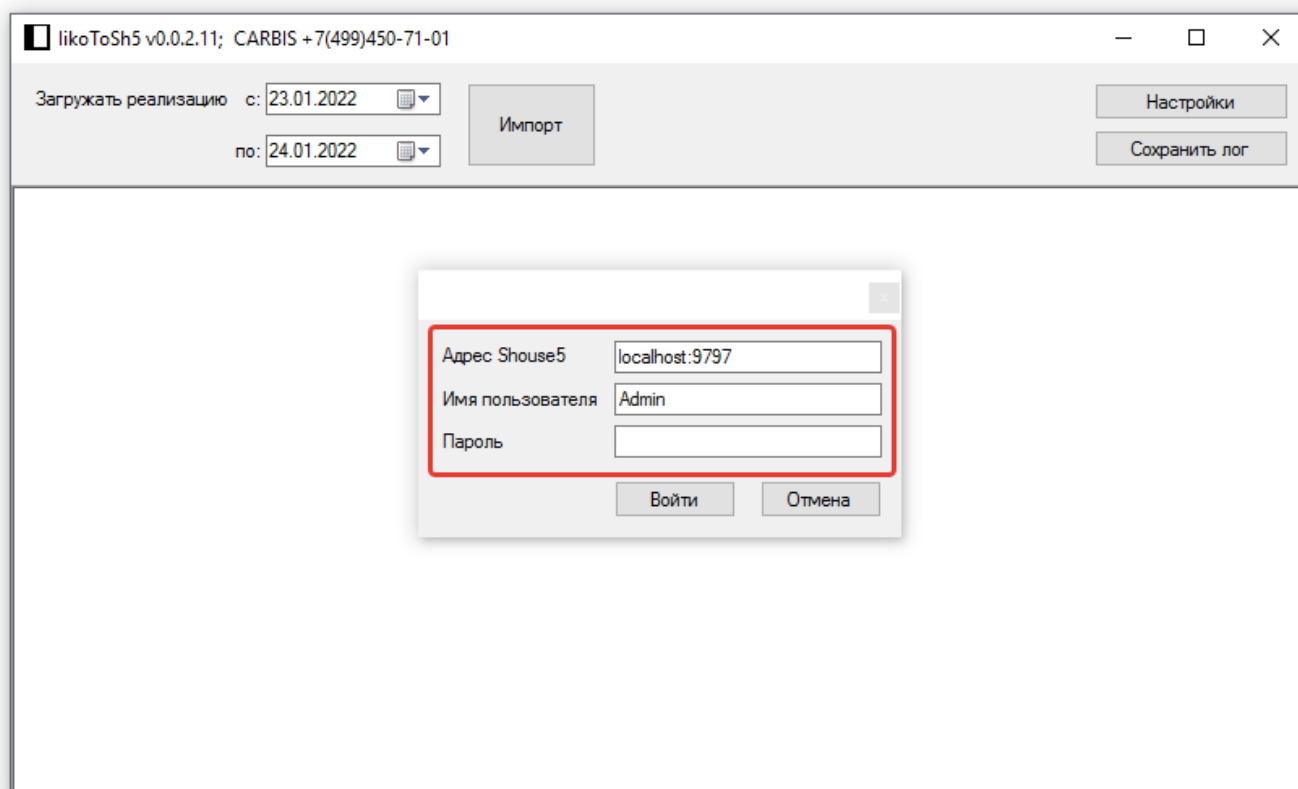 IikoToSh5 v0.0.2.11; CARBIS +7(499)450-71-01
Загружать реализацию с: 23.01.2022
по: 24.01.2022
Импорт
Настройки
Сохранить лог
Адрес Shouse5 localhost:9797
Имя пользователя Admin
Пароль
Войти Отмена